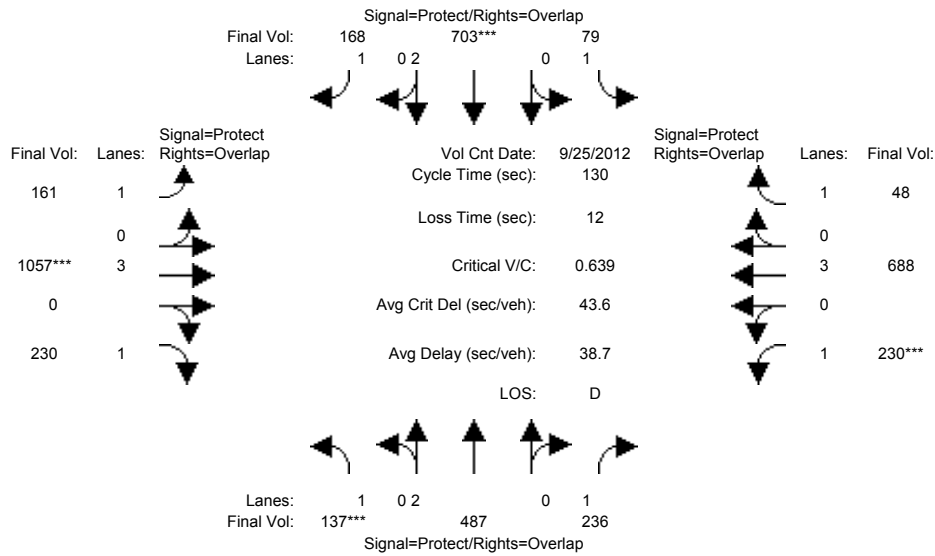 Signal=Protect/Rights=Overlap
Final Vol: 168 703*** 79
Lanes: 1 0 2 0 1
Signal=Protect
Final Vol: Lanes: Rights=Overlap
Vol Cnt Date: 9/25/2012
Signal=Protect
Rights=Overlap Lanes: Final Vol:
Cycle Time (sec): 130
161 1
1 48
Loss Time (sec): 12
0
0
1057*** 3
Critical V/C: 0.639
3 688
0
Avg Crit Del (sec/veh): 43.6
0
230 1
Avg Delay (sec/veh): 38.7
1 230***
LOS: D
Lanes: 1 0 2 0 1
Final Vol: 137*** 487 236
Signal=Protect/Rights=Overlap